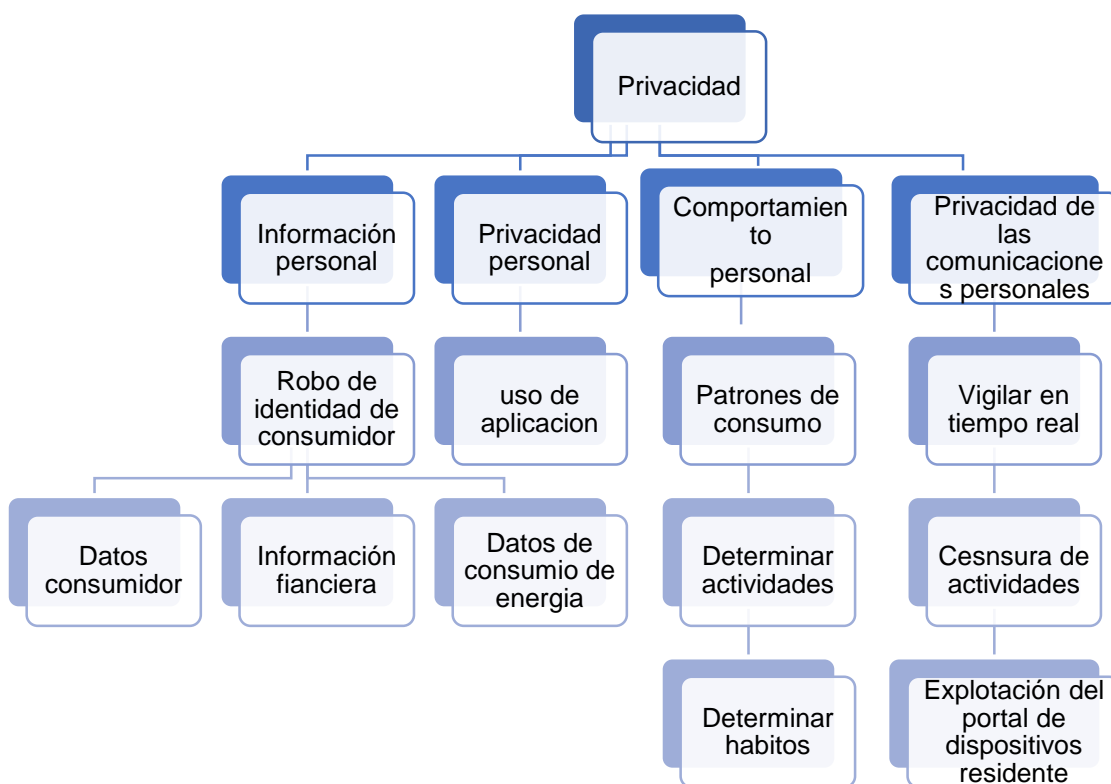 Privacidad
Información
personal
Privacidad
personal
Comportamien
to
personal
Privacidad de
las
comunicacione
s personales
Robo de
identidad de
consumidor
uso de
aplicacion
Patrones de
consumo
Vigilar en
tiempo real
Datos
consumidor
Información
fianciera
Datos de
consumio de
energia
Determinar
actividades
Cesnsura de
actividades
Determinar
habitos
Explotación del
portal de
dispositivos
residente